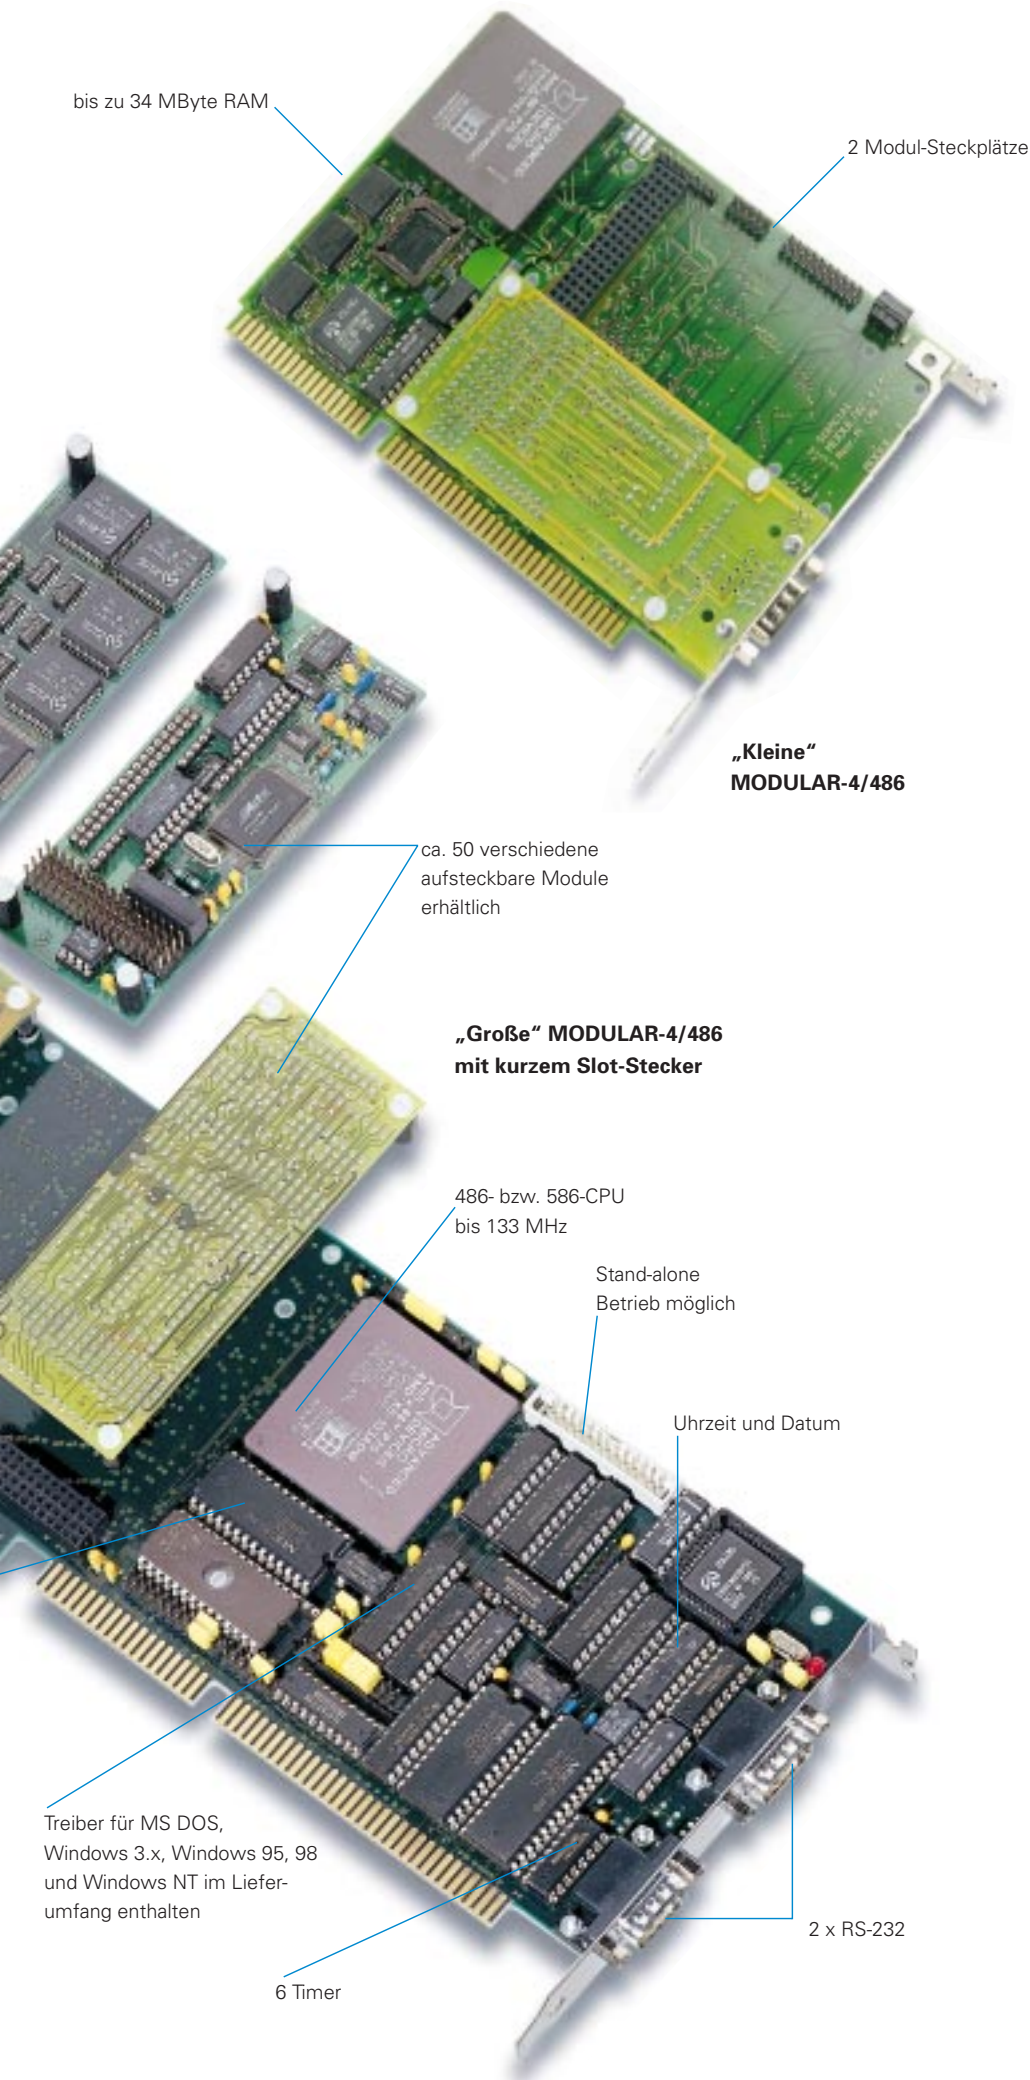 bis zu 34 MByte RAM
2 Modul-Steckplätze
„Kleine“
MODULAR-4/486
ca. 50 verschiedene
aufsteckbare Module
erhältlich
„Große“ MODULAR-4/486
mit kurzem Slot-Stecker
486- bzw. 586-CPU
bis 133 MHz
Stand-alone
Betrieb möglich
Uhrzeit und Datum
Treiber für MS DOS,
Windows 3.x, Windows 95, 98
und Windows NT im Liefer-
umfang enthalten
2 x RS-232
6 Timer